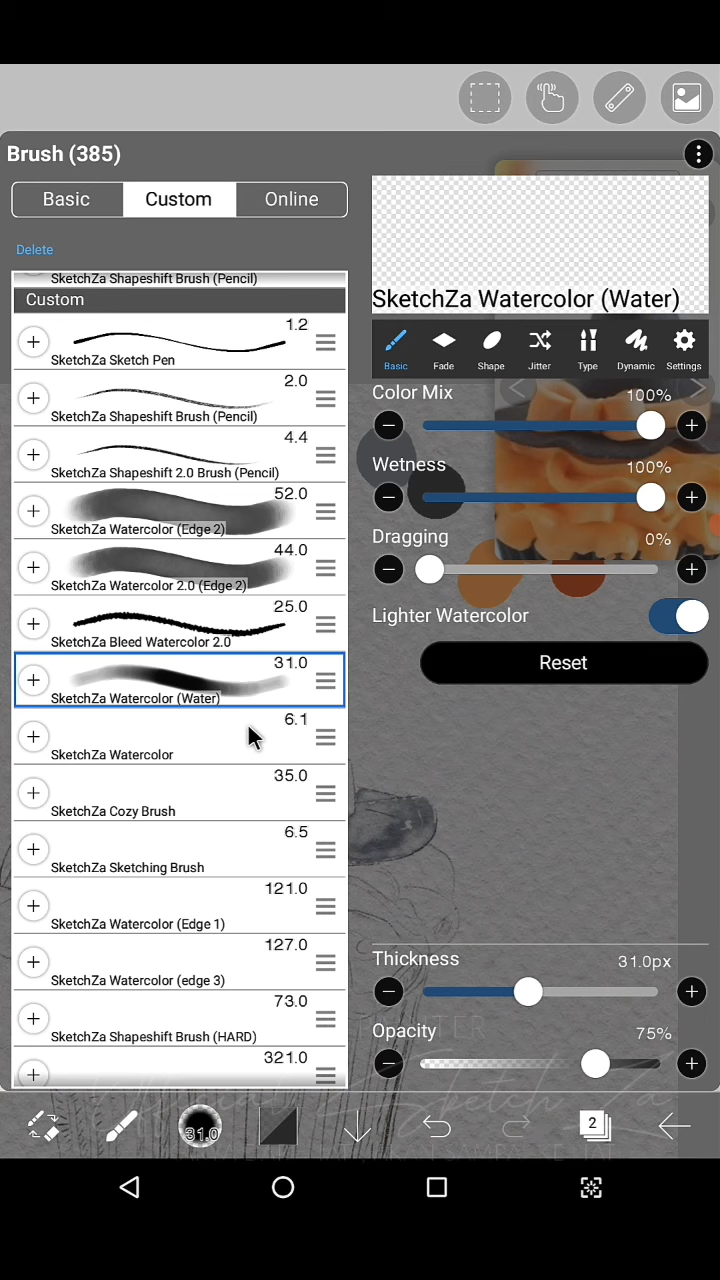 Brush (385)
Basic
Custom
Online
Delete
SketchZa Shapeshift Brush (Pencil)
Custom
1.2
SketchZa Sketch Pen
2.0
SketchZa Shapeshift Brush (Pencil)
4.4
SketchZa Shapeshift 2.0 Brush (Pencil)
52.0
SketchZa Watercolor (Edge 2)
44.0
SketchZa Watercolor 2.0 (Edge 2)
25.0
SketchZa Bleed Watercolor 2.0
31.0
SketchZa Watercolor (Water)
6.1
SketchZa Watercolor
35.0
SketchZa Cozy Brush
6.5
SketchZa Sketching Brush
121.0
SketchZa Watercolor (Edge 1)
127.0
SketchZa Watercolor (edge 3)
73.0
SketchZa Shapeshift Brush (HARD)
321.0
SketchZa Watercolor (Water)
Basic
Fade
Shape
Jitter
Type
Dynamic
Settings
Color Mix
100%
Wetness
100%
Dragging
0%
Lighter Watercolor
Reset
Thickness
31.0px
Opacity
75%
31.0
2